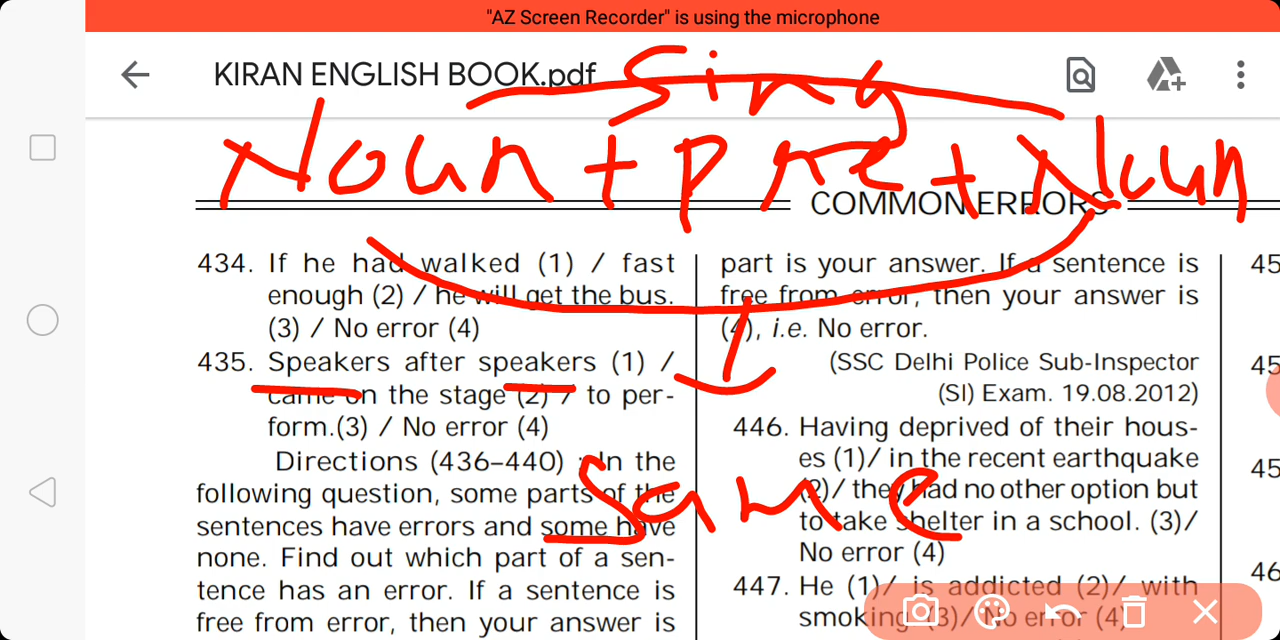 "AZ Screen Recorder" is using the microphone
KIRAN ENGLISH BOOK.pdf
Sing
Noun + pre + Noun
COMMON ERRORS
434. If he had walked (1) / fast
enough (2) / he will get the bus.
(3) / No error (4)
435. Speakers after speakers (1) /
came on the stage (2) / to per-
form.(3) / No error (4)
Directions (436–440) : In the
following question, some parts of the
sentences have errors and some have
none. Find out which part of a sen-
tence has an error. If a sentence is
free from error, then your answer is
same
part is your answer. If a sentence is
free from error, then your answer is
(4), i.e. No error.
(SSC Delhi Police Sub-Inspector
(SI) Exam. 19.08.2012)
446. Having deprived of their hous-
es (1)/ in the recent earthquake
(2)/ they had no other option but
to take shelter in a school. (3)/
No error (4)
447. He (1)/ is addicted (2)/ with
smoking (3)/ No error (4)
45
45
45
46